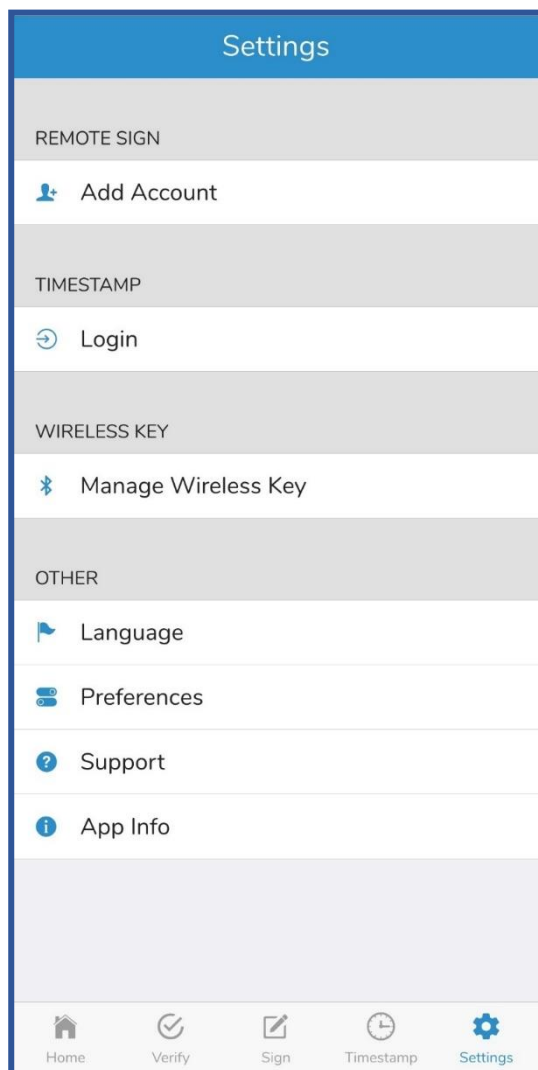 Settings
REMOTE SIGN
Add Account
TIMESTAMP
Login
WIRELESS KEY
Manage Wireless Key
OTHER
Language
Preferences
Support
App Info
Home Verify Sign Timestamp Settings